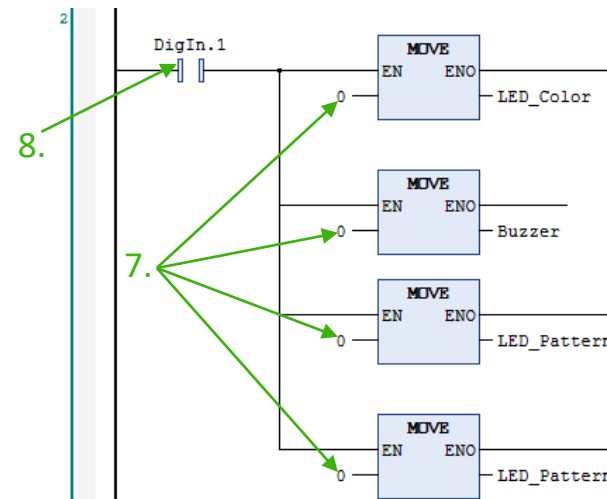 2
DigIn.1
MOVE
EN ENO
0 LED_Color
8.
MOVE
EN ENO
0 Buzzer
7.
MOVE
EN ENO
0 LED_Pattern
MOVE
EN ENO
0 LED_Pattern